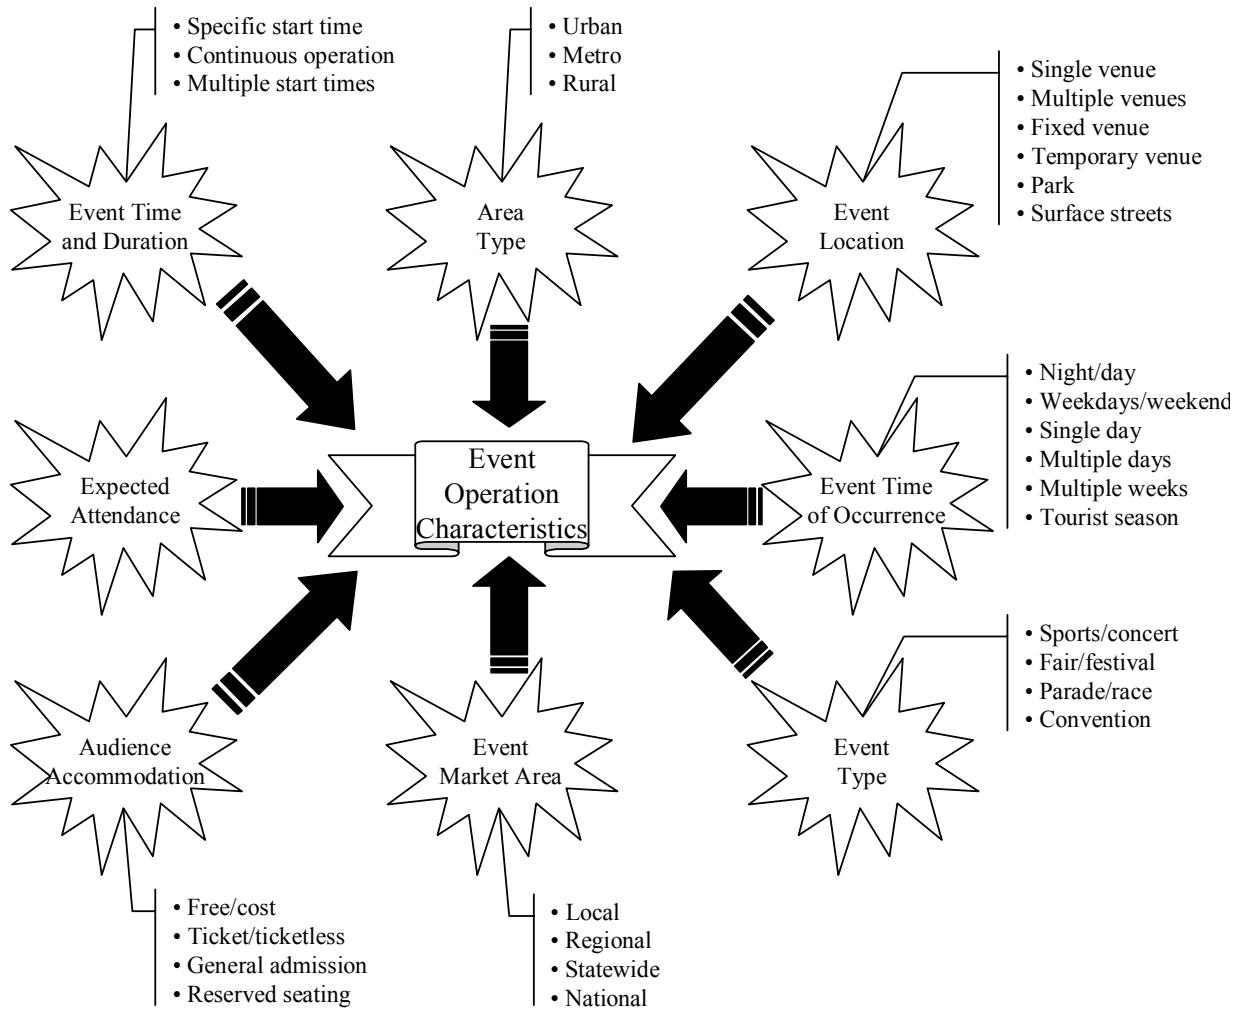 • Specific start time
• Continuous operation
• Multiple start times
Event Time
and Duration
• Urban
• Metro
• Rural
Area
Type
• Single venue
• Multiple venues
• Fixed venue
• Temporary venue
• Park
• Surface streets
Event
Location
Expected
Attendance
Event
Operation
Characteristics
• Night/day
• Weekdays/weekend
• Single day
• Multiple days
• Multiple weeks
• Tourist season
Event Time
of Occurrence
Audience
Accommodation
• Free/cost
• Ticket/ticketless
• General admission
• Reserved seating
Event
Market Area
• Local
• Regional
• Statewide
• National
• Sports/concert
• Fair/festival
• Parade/race
• Convention
Event
Type